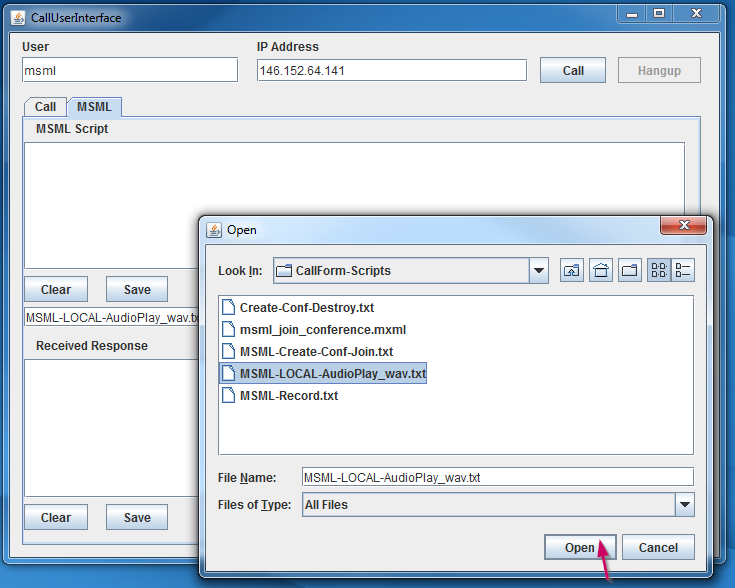 CallUserInterface
User
IP Address
msml
146.152.64.141
Call
Hangup
Call
MSML
MSML Script
Clear
Save
MSML-LOCAL-AudioPlay_wav.tx
Received Response
Clear
Save
Open
Look In:
CallForm-Scripts
Create-Conf-Destroy.txt
msml_join_conference.mxml
MSML-Create-Conf-Join.txt
MSML-LOCAL-AudioPlay_wav.txt
MSML-Record.txt
File Name:
MSML-LOCAL-AudioPlay_wav.txt
Files of Type:
All Files
Open
Cancel